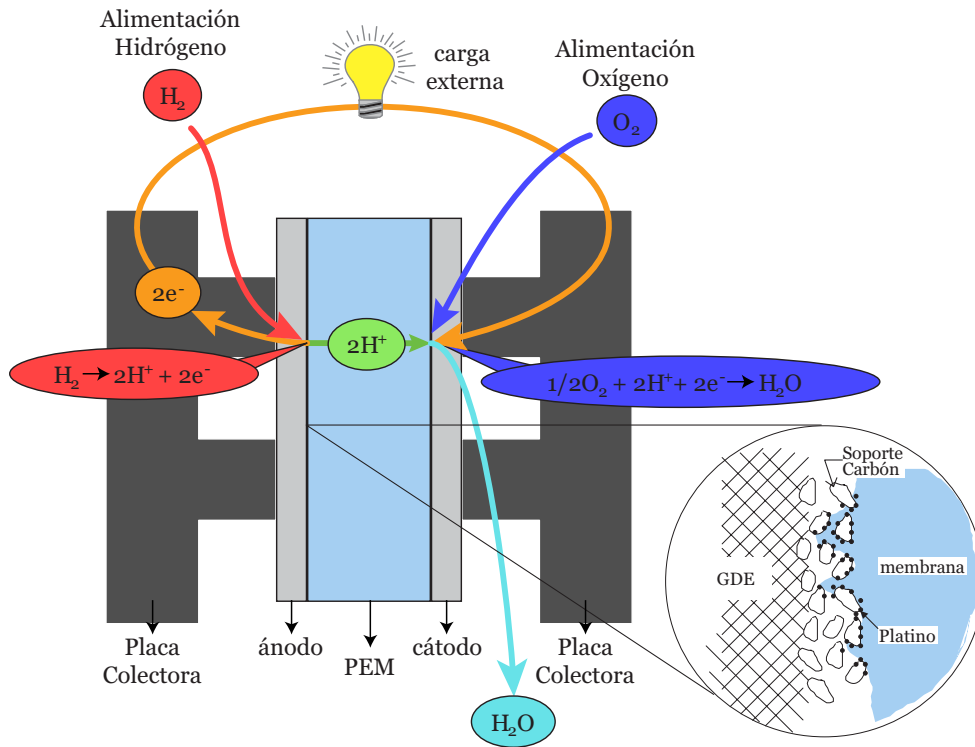 Alimentación
Hidrógeno
H₂
carga
externa
Alimentación
Oxígeno
O₂
2e⁻
2H⁺
H₂ → 2H⁺ + 2e⁻
1/2O₂ + 2H⁺ + 2e⁻ → H₂O
Soporte
Carbón
GDE
membrana
Platino
Placa
Colectora
ánodo
PEM
cátodo
Placa
Colectora
H₂O